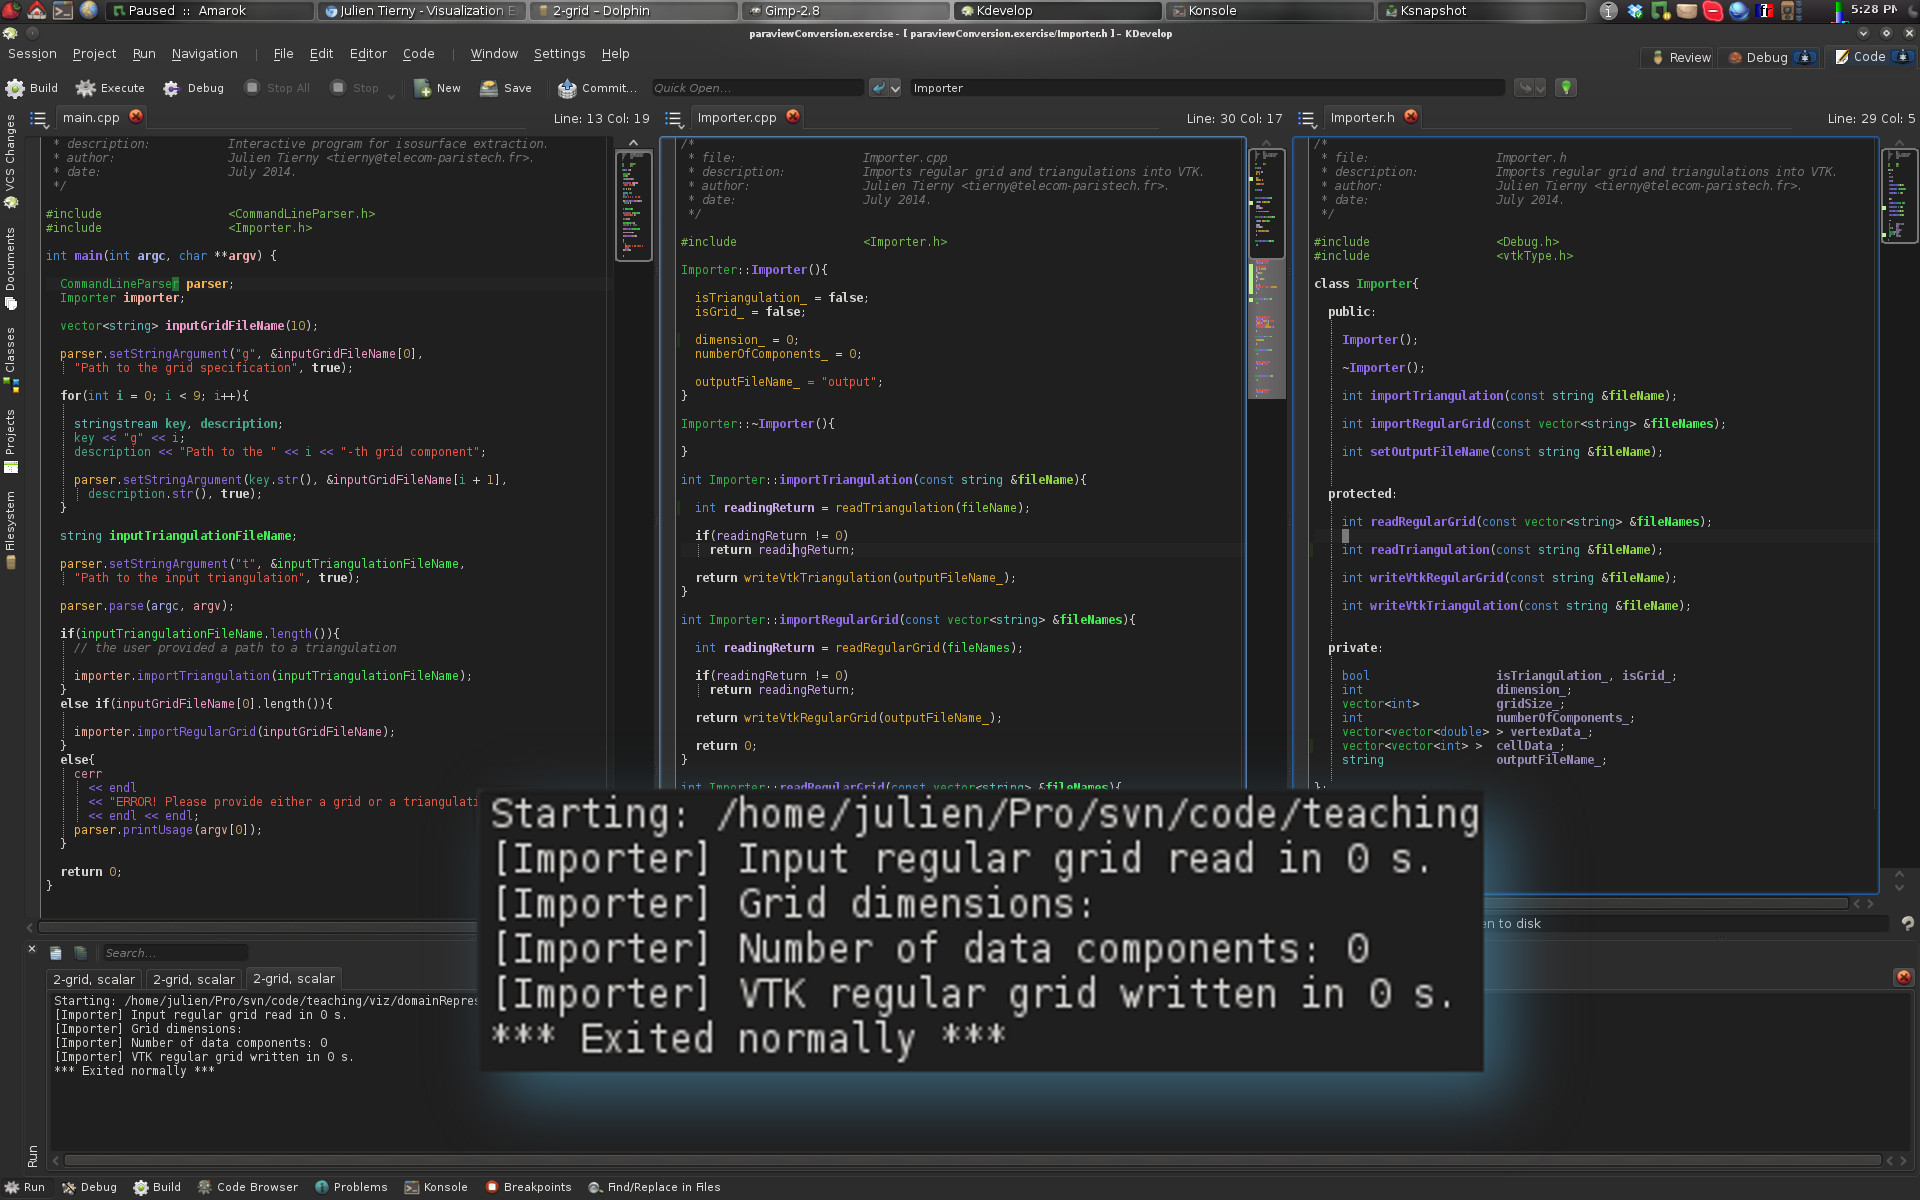 Paused :: Amarok
Julien Tierny - Visualization E
2-grid – Dolphin
Gimp-2.8
Kdevelop
Konsole
Ksnapshot
5:28 PM
paraviewConversion.exercise - [ paraviewConversion.exercise/Importer.h ] – KDevelop
Session Project Run Navigation File Edit Editor Code Window Settings Help
Review Debug Code
Build Execute Debug Stop All Stop New Save Commit... Quick Open... Importer
main.cpp Line: 13 Col: 19
Importer.cpp Line: 30 Col: 17
Importer.h Line: 29 Col: 5
VCS Changes
Documents
Classes
Projects
Filesystem
* description: Interactive program for isosurface extraction.
* author: Julien Tierny <tierny@telecom-paristech.fr>.
* date: July 2014.
*/
#include <CommandLineParser.h>
#include <Importer.h>
int main(int argc, char **argv) {
CommandLineParser parser;
Importer importer;
vector<string> inputGridFileName(10);
parser.setStringArgument("g", &inputGridFileName[0],
"Path to the grid specification", true);
for(int i = 0; i < 9; i++){
stringstream key, description;
key << "g" << i;
description << "Path to the " << i << "-th grid component";
parser.setStringArgument(key.str(), &inputGridFileName[i + 1],
description.str(), true);
}
string inputTriangulationFileName;
parser.setStringArgument("t", &inputTriangulationFileName,
"Path to the input triangulation", true);
parser.parse(argc, argv);
if(inputTriangulationFileName.length()){
// the user provided a path to a triangulation
importer.importTriangulation(inputTriangulationFileName);
}
else if(inputGridFileName[0].length()){
importer.importRegularGrid(inputGridFileName);
}
else{
cerr
<< endl
<< "ERROR! Please provide either a grid or a triangulati
<< endl << endl;
parser.printUsage(argv[0]);
}
return 0;
}
/*
* file: Importer.cpp
* description: Imports regular grid and triangulations into VTK.
* author: Julien Tierny <tierny@telecom-paristech.fr>.
* date: July 2014.
*/
#include <Importer.h>
Importer::Importer(){
isTriangulation_ = false;
isGrid_ = false;
dimension_ = 0;
numberOfComponents_ = 0;
outputFileName_ = "output";
}
Importer::~Importer(){
}
int Importer::importTriangulation(const string &fileName){
int readingReturn = readTriangulation(fileName);
if(readingReturn != 0)
return readingReturn;
return writeVtkTriangulation(outputFileName_);
}
int Importer::importRegularGrid(const vector<string> &fileNames){
int readingReturn = readRegularGrid(fileNames);
if(readingReturn != 0)
return readingReturn;
return writeVtkRegularGrid(outputFileName_);
return 0;
}
int Importer::readRegularGrid(const vector<string> &fileNames){
/*
* file: Importer.h
* description: Imports regular grid and triangulations into VTK.
* author: Julien Tierny <tierny@telecom-paristech.fr>.
* date: July 2014.
*/
#include <Debug.h>
#include <vtkType.h>
class Importer{
public:
Importer();
~Importer();
int importTriangulation(const string &fileName);
int importRegularGrid(const vector<string> &fileNames);
int setOutputFileName(const string &fileName);
protected:
int readRegularGrid(const vector<string> &fileNames);
int readTriangulation(const string &fileName);
int writeVtkRegularGrid(const string &fileName);
int writeVtkTriangulation(const string &fileName);
private:
bool isTriangulation_, isGrid_;
int dimension_;
vector<int> gridSize_;
int numberOfComponents_;
vector<vector<double> > vertexData_;
vector<vector<int> > cellData_;
string outputFileName_;
};
Starting: /home/julien/Pro/svn/code/teaching
[Importer] Input regular grid read in 0 s.
[Importer] Grid dimensions:
[Importer] Number of data components: 0
[Importer] VTK regular grid written in 0 s.
*** Exited normally ***
en to disk
Search...
2-grid, scalar 2-grid, scalar 2-grid, scalar
Starting: /home/julien/Pro/svn/code/teaching/viz/domainRepres
[Importer] Input regular grid read in 0 s.
[Importer] Grid dimensions:
[Importer] Number of data components: 0
[Importer] VTK regular grid written in 0 s.
*** Exited normally ***
Run
Run Debug Build Code Browser Problems Konsole Breakpoints Find/Replace in Files